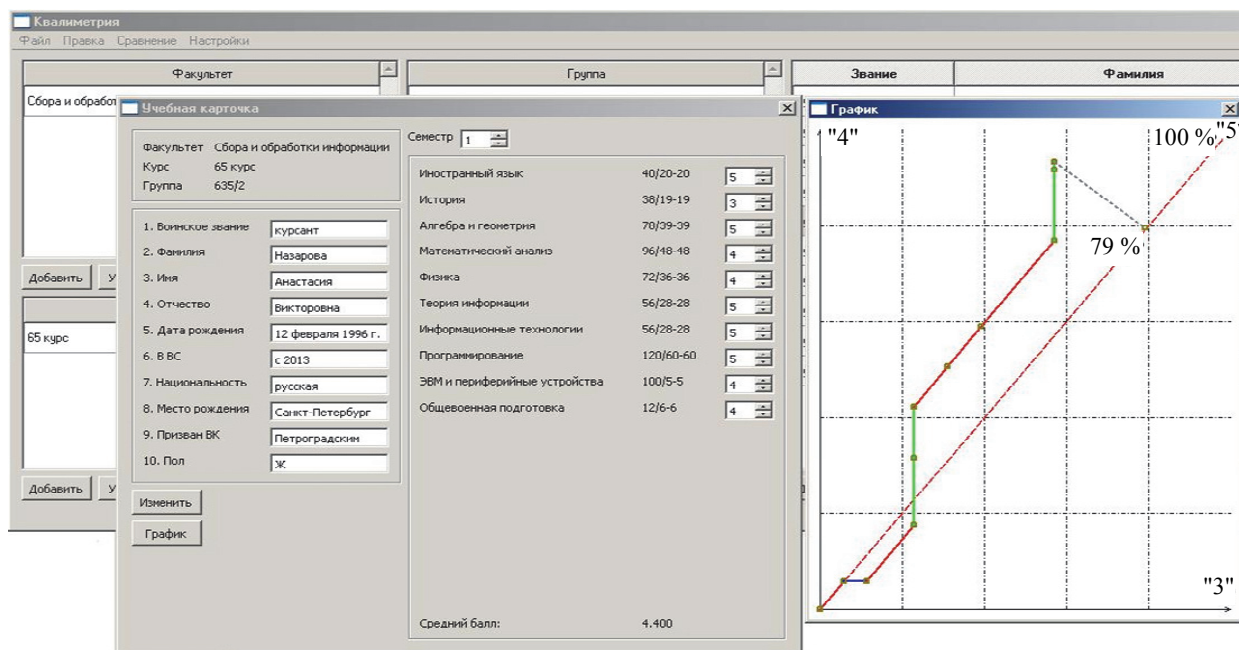 Квалиметрия
Файл Правка Сравнение Настройки
Факультет
Группа
Звание
Фамилия
Сбора и обработ
Добавить У
65 курс
Добавить У
Учебная карточка
Факультет Сбора и обработки информации
Курс 65 курс
Группа 635/2
1. Воинское звание курсант
2. Фамилия Назарова
3. Имя Анастасия
4. Отчество Викторовна
5. Дата рождения 12 февраля 1996 г.
6. В ВС с 2013
7. Национальность русская
8. Место рождения Санкт-Петербург
9. Призван ВК Петроградским
10. Пол Ж
Изменить
График
Семестр 1
Иностранный язык 40/20-20 5
История 38/19-19 3
Алгебра и геометрия 70/39-39 5
Математический анализ 96/48-48 4
Физика 72/36-36 4
Теория информации 56/28-28 5
Информационные технологии 56/28-28 5
Программирование 120/60-60 5
ЭВМ и периферийные устройства 100/5-5 4
Общевоенная подготовка 12/6-6 4
Средний балл: 4.400
График
"4"
100 % "5"
79 %
"3"